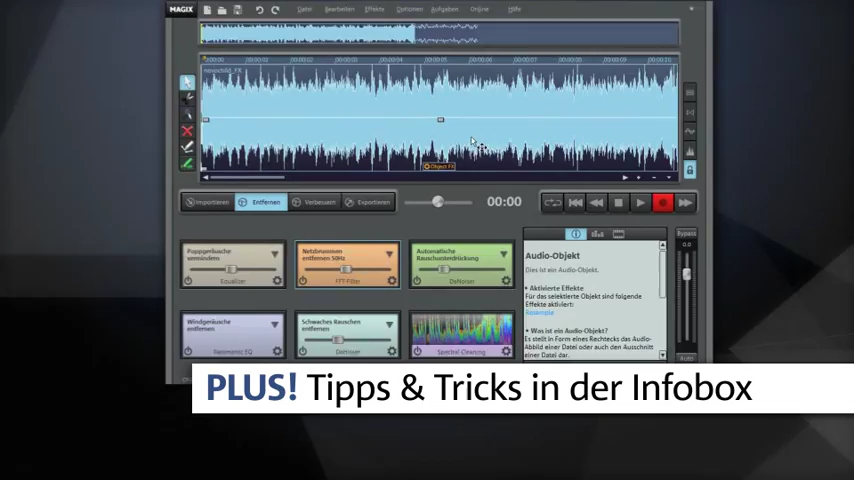 MAGIX Datei Bearbeiten Effekte Optionen Aufgaben Online Hilfe
Object FX
Importieren Entfernen Verbessern Exportieren
00:00
Bypass
0.0
Poppgeräusche
vermindern
Equalizer
Netzbrummen
entfernen 50Hz
FFT-Filter
Automatische
Rauschunterdrückung
DeNoiser
Audio-Objekt
Dies ist ein Audio-Objekt.
• Aktivierte Effekte
Für das selektierte Objekt sind folgende
Effekte aktiviert:
Resample
• Was ist ein Audio-Objekt?
Es stellt in Form eines Rechtecks das Audio-
Abbild einer Datei oder auch den Ausschnitt
einer Datei dar.
Auto
Windgeräusche
entfernen
Parametric EQ
Schwaches Rauschen
entfernen
DeHisser
Spectral Cleaning
PLUS! Tipps & Tricks in der Infobox